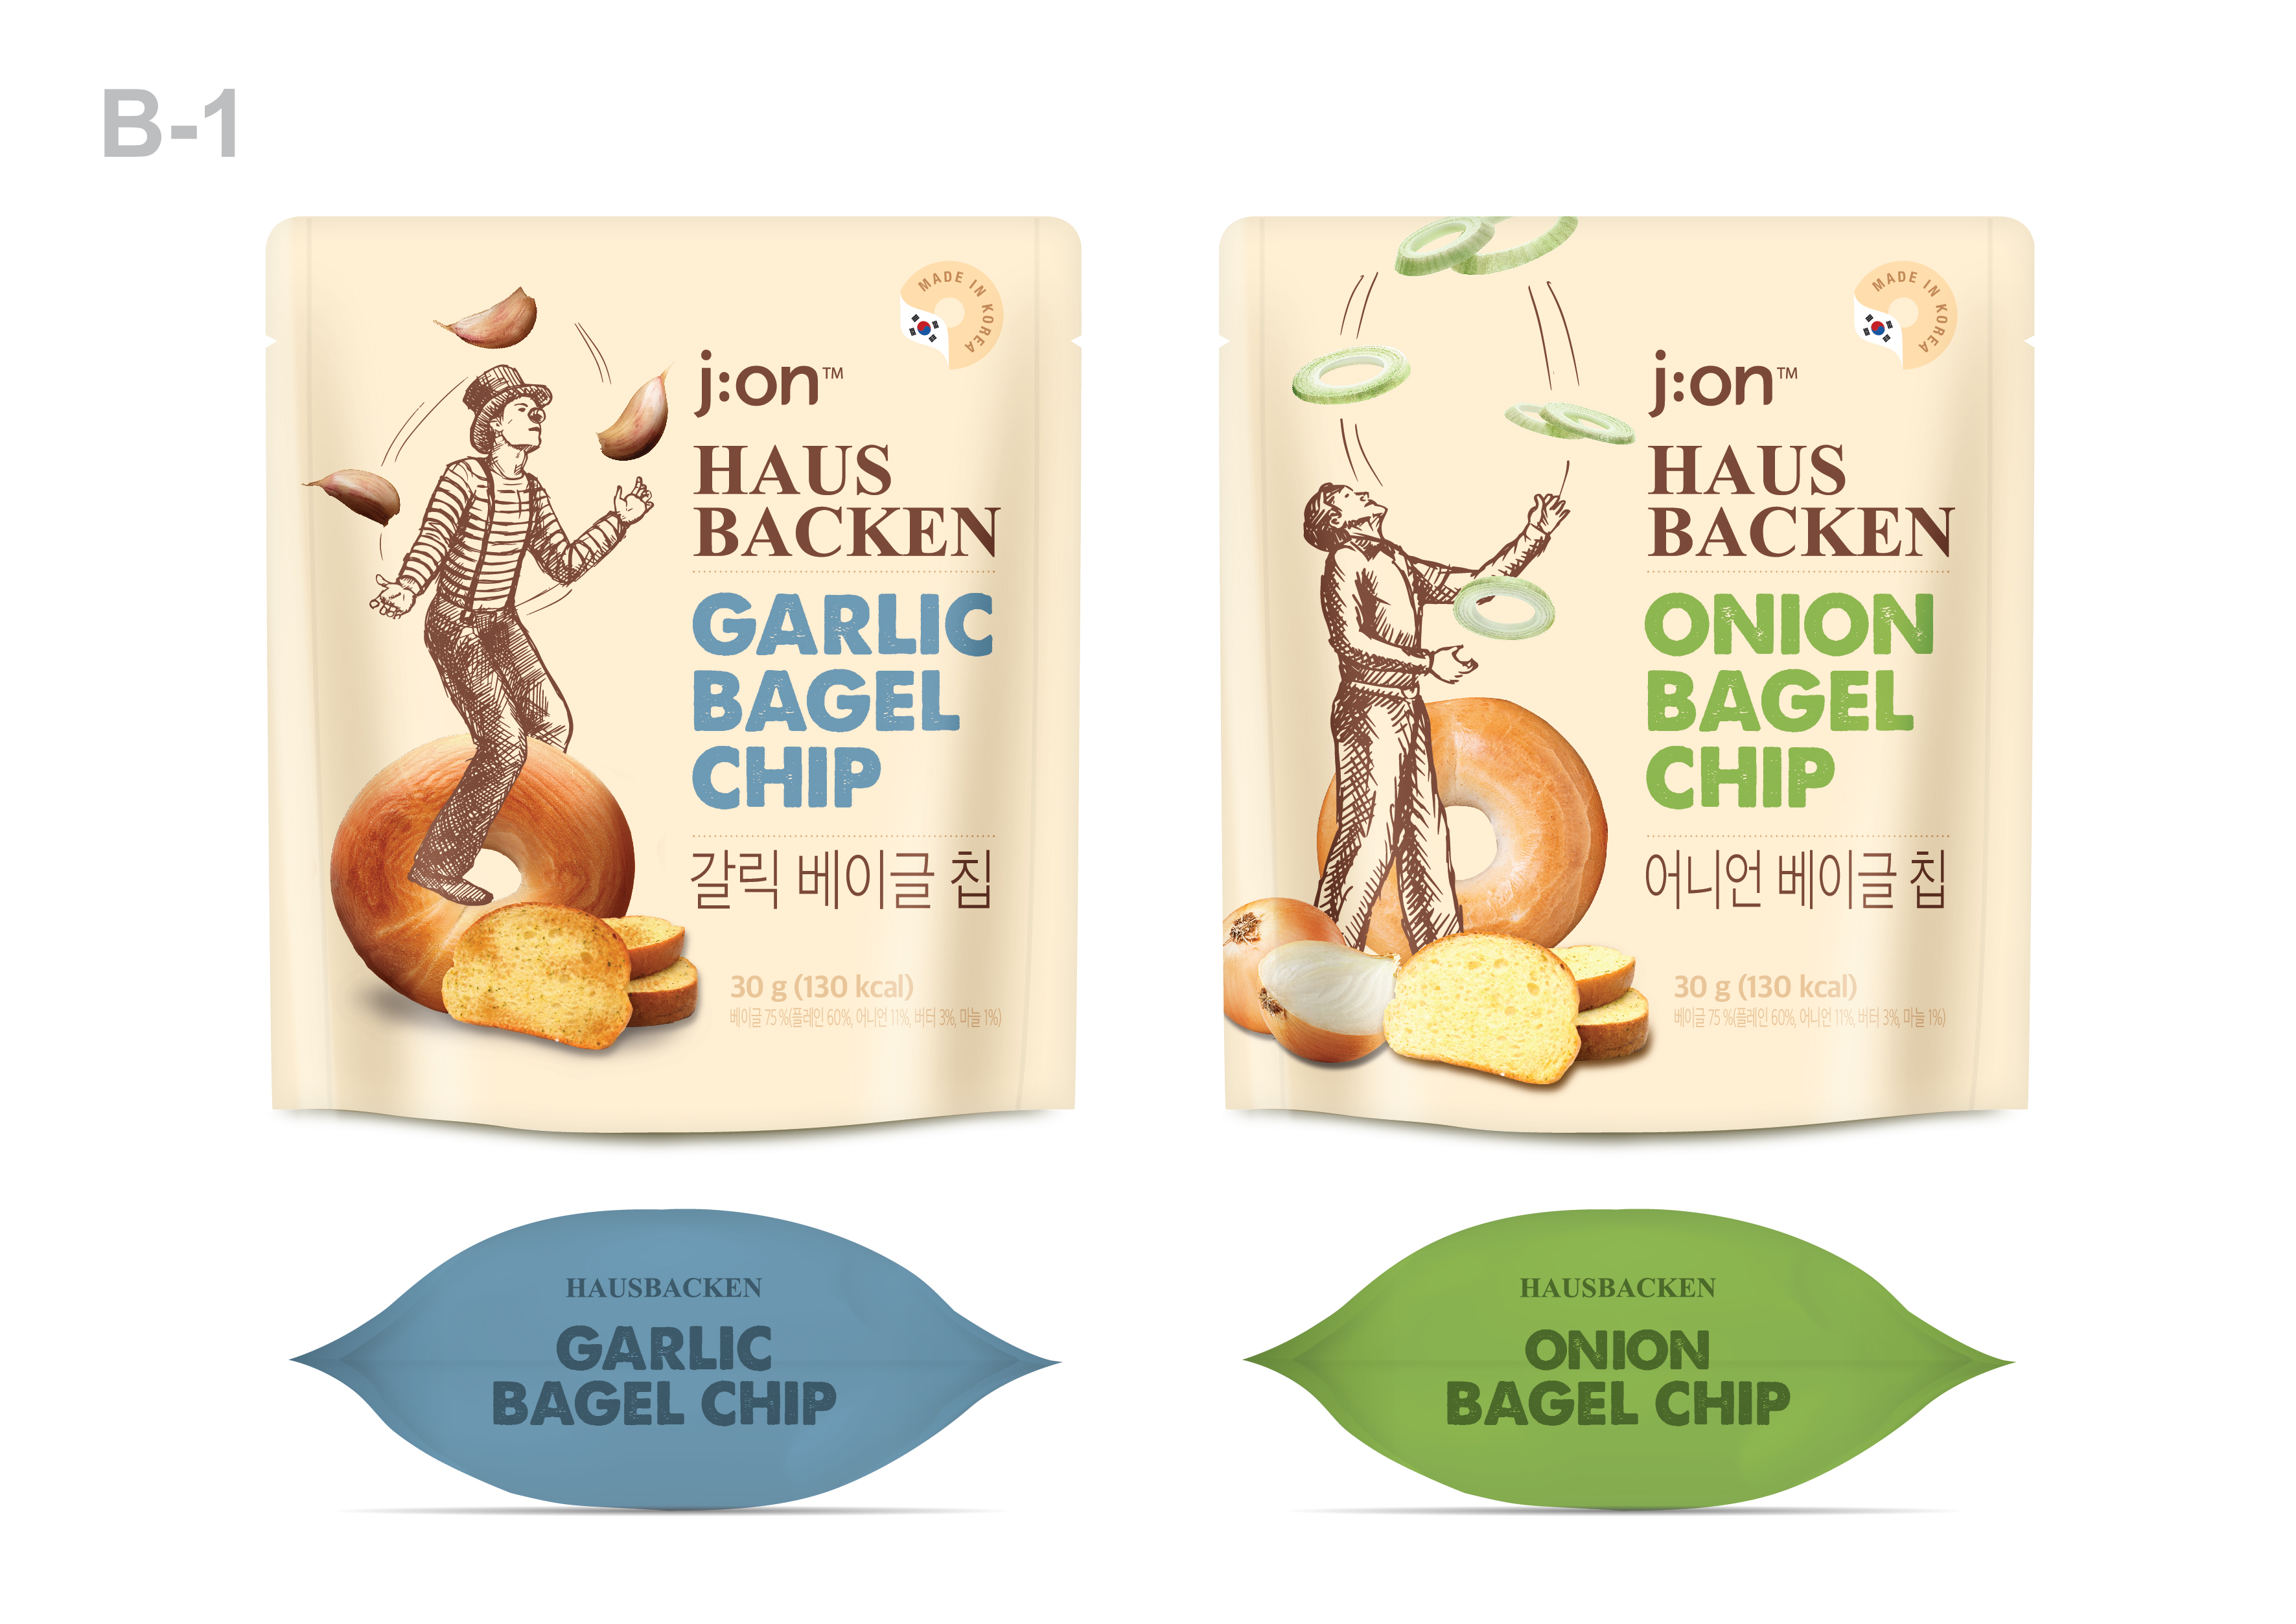 B-1
MADE IN KOREA
j:on™
HAUS
BACKEN
GARLIC
BAGEL
CHIP
갈릭 베이글 칩
30 g (130 kcal)
베이글 75 %(플레인 60%, 어니언 11%, 버터 3%, 마늘 1%)
MADE IN KOREA
j:on™
HAUS
BACKEN
ONION
BAGEL
CHIP
어니언 베이글 칩
30 g (130 kcal)
베이글 75 %(플레인 60%, 어니언 11%, 버터 3%, 마늘 1%)
HAUSBACKEN
GARLIC
BAGEL CHIP
HAUSBACKEN
ONION
BAGEL CHIP